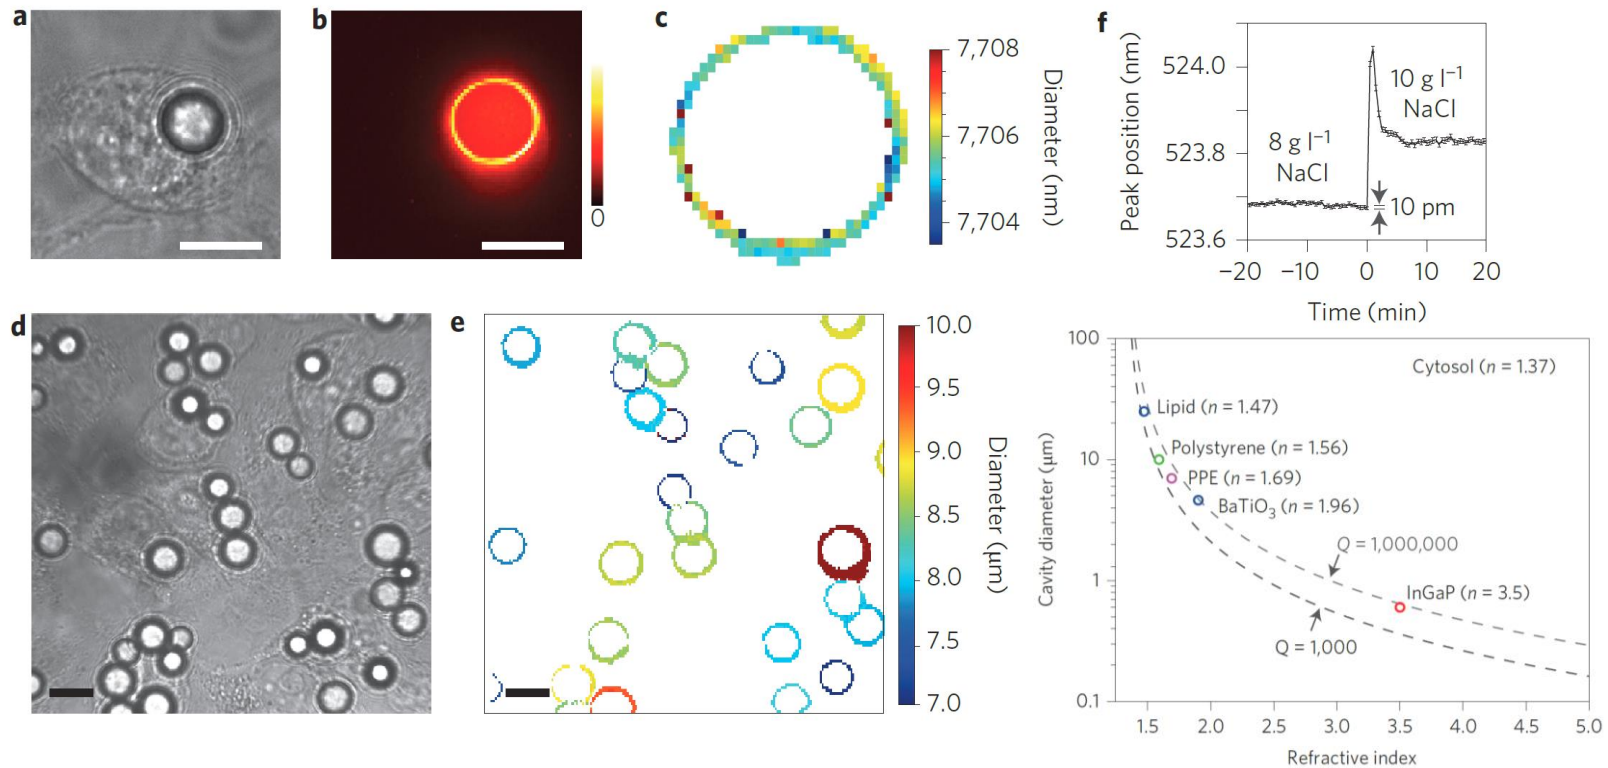 a
b
0
c
7,708
7,706
7,704
Diameter (nm)
f
Peak postion (nm)
524.0
523.8
523.6
10 g l⁻¹
NaCl
8 g l⁻¹
NaCl
10 pm
−20 −10 0 10 20
Time (min)
d
e
10.0
9.5
9.0
8.5
8.0
7.5
7.0
Diameter (μm)
Cavity diameter (μm)
100
10
1
0.1
Cytosol (n = 1.37)
Lipid (n = 1.47)
Polystyrene (n = 1.56)
PPE (n = 1.69)
BaTiO₃ (n = 1.96)
Q = 1,000,000
InGaP (n = 3.5)
Q = 1,000
1.5 2.0 2.5 3.0 3.5 4.0 4.5 5.0
Refractive index